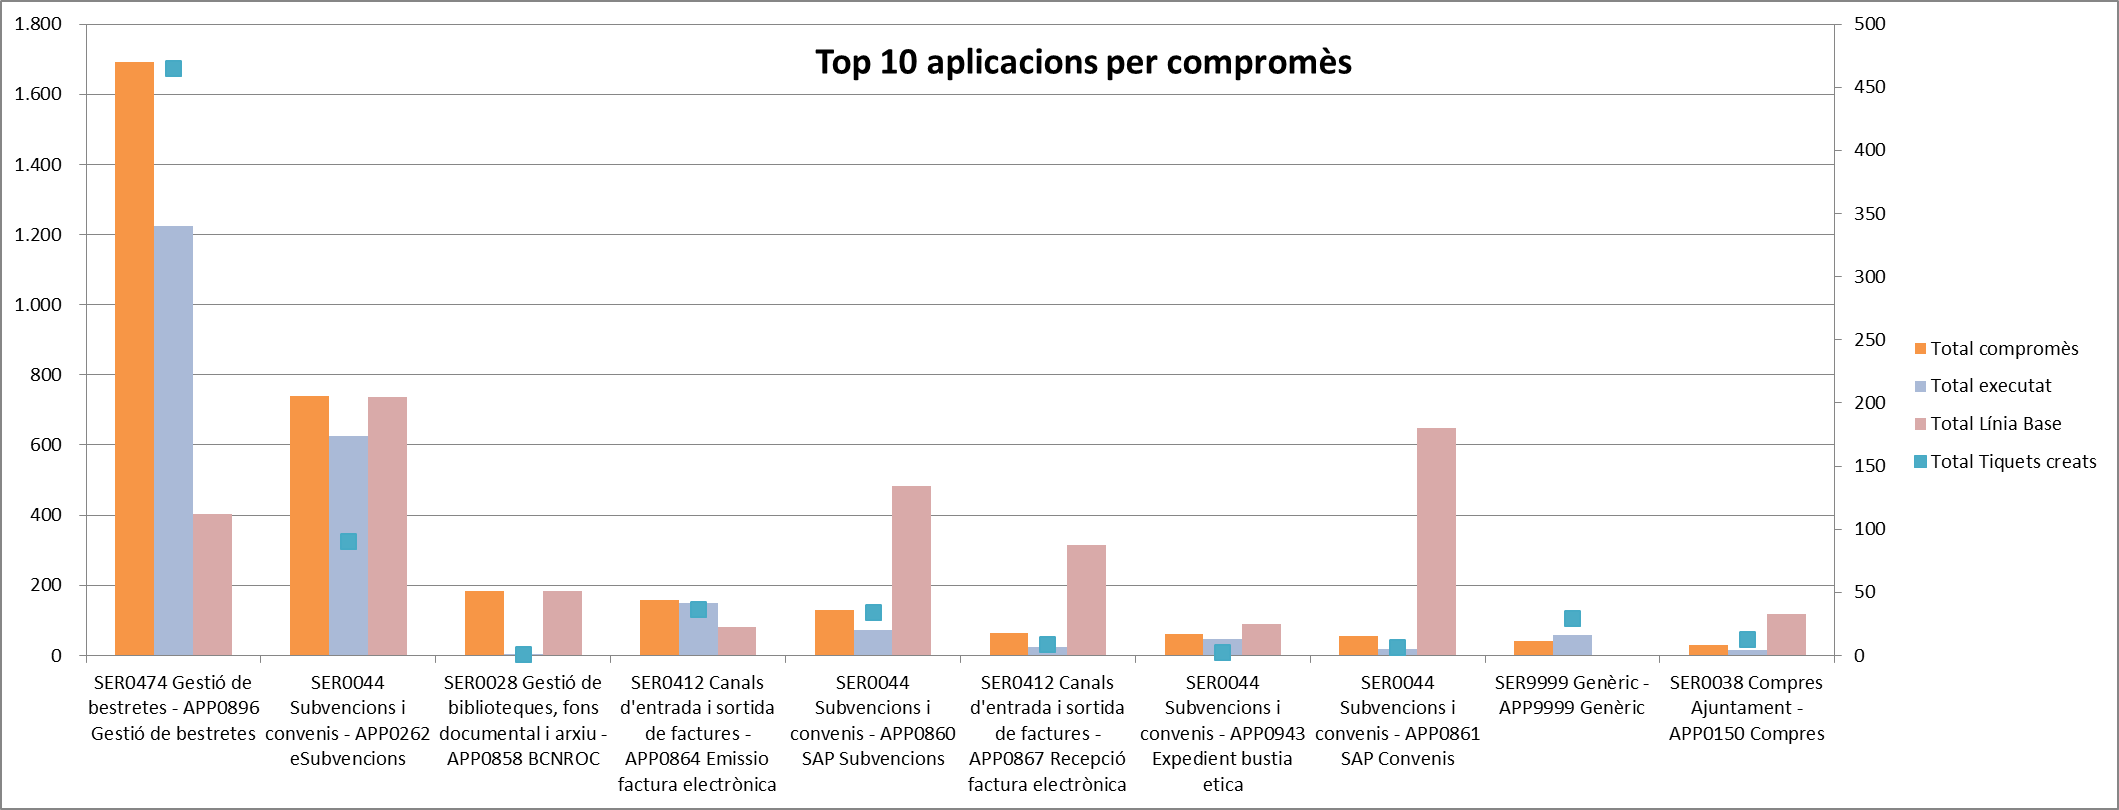 Top 10 aplicacions per compromès
1.800
1.600
1.400
1.200
1.000
800
600
400
200
0
500
450
400
350
300
250
200
150
100
50
0
SER0474 Gestió de
bestretes - APP0896
Gestió de bestretes
SER0044
Subvencions i
convenis - APP0262
eSubvencions
SER0028 Gestió de
biblioteques, fons
documental i arxiu -
APP0858 BCNROC
SER0412 Canals
d'entrada i sortida
de factures -
APP0864 Emissio
factura electrònica
SER0044
Subvencions i
convenis - APP0860
SAP Subvencions
SER0412 Canals
d'entrada i sortida
de factures -
APP0867 Recepció
factura electrònica
SER0044
Subvencions i
convenis - APP0943
Expedient bustia
etica
SER0044
Subvencions i
convenis - APP0861
SAP Convenis
SER9999 Genèric -
APP9999 Genèric
SER0038 Compres
Ajuntament -
APP0150 Compres
Total compromès
Total executat
Total Línia Base
Total Tiquets creats